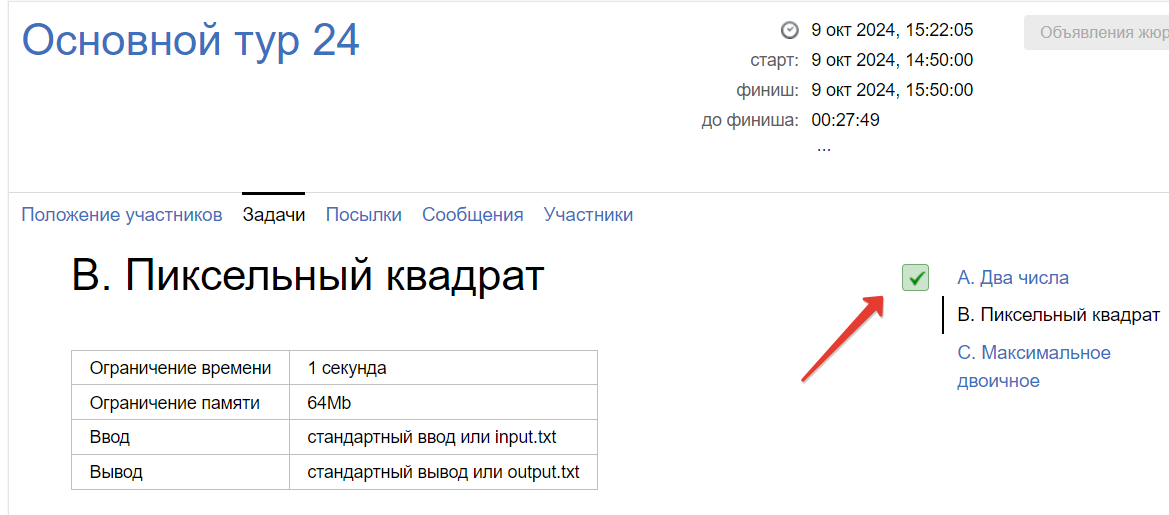 Основной тур 24
9 окт 2024, 15:22:05
старт: 9 окт 2024, 14:50:00
финиш: 9 окт 2024, 15:50:00
до финиша: 00:27:49
...
Объявления жюр
Положение участников Задачи Посылки Сообщения Участники
B. Пиксельный квадрат
Ограничение времени 1 секунда
Ограничение памяти 64Mb
Ввод стандартный ввод или input.txt
Вывод стандартный вывод или output.txt
A. Два числа
B. Пиксельный квадрат
C. Максимальное
двоичное